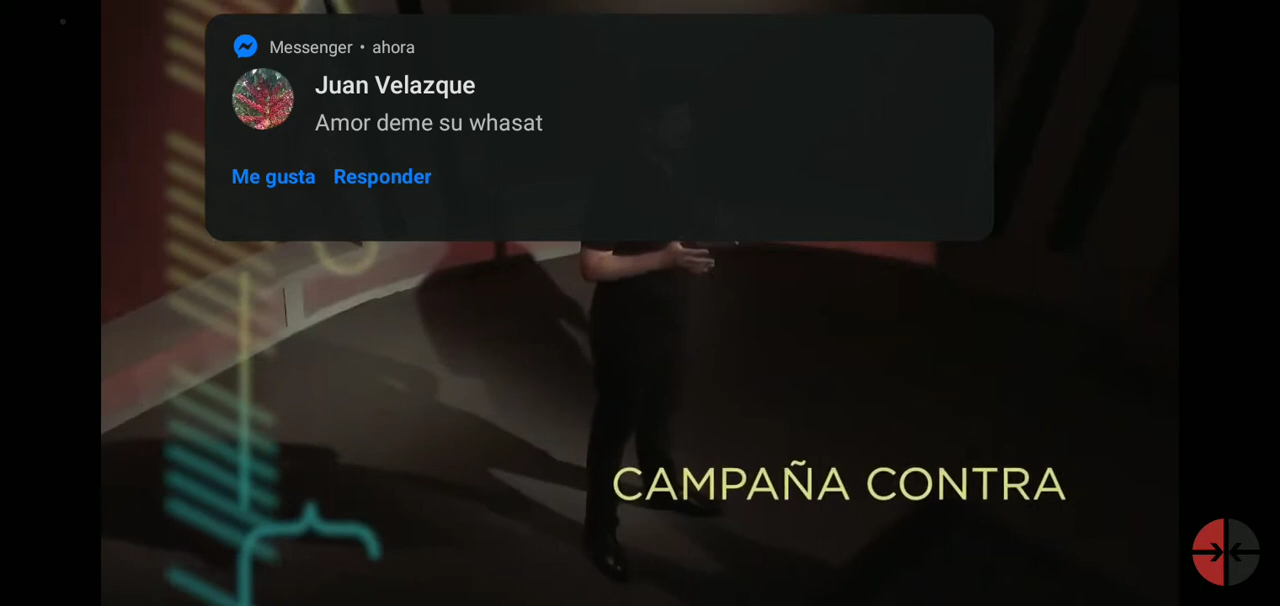 Messenger • ahora
Juan Velazque
Amor deme su whasat
Me gusta Responder
CAMPAÑA CONTRA